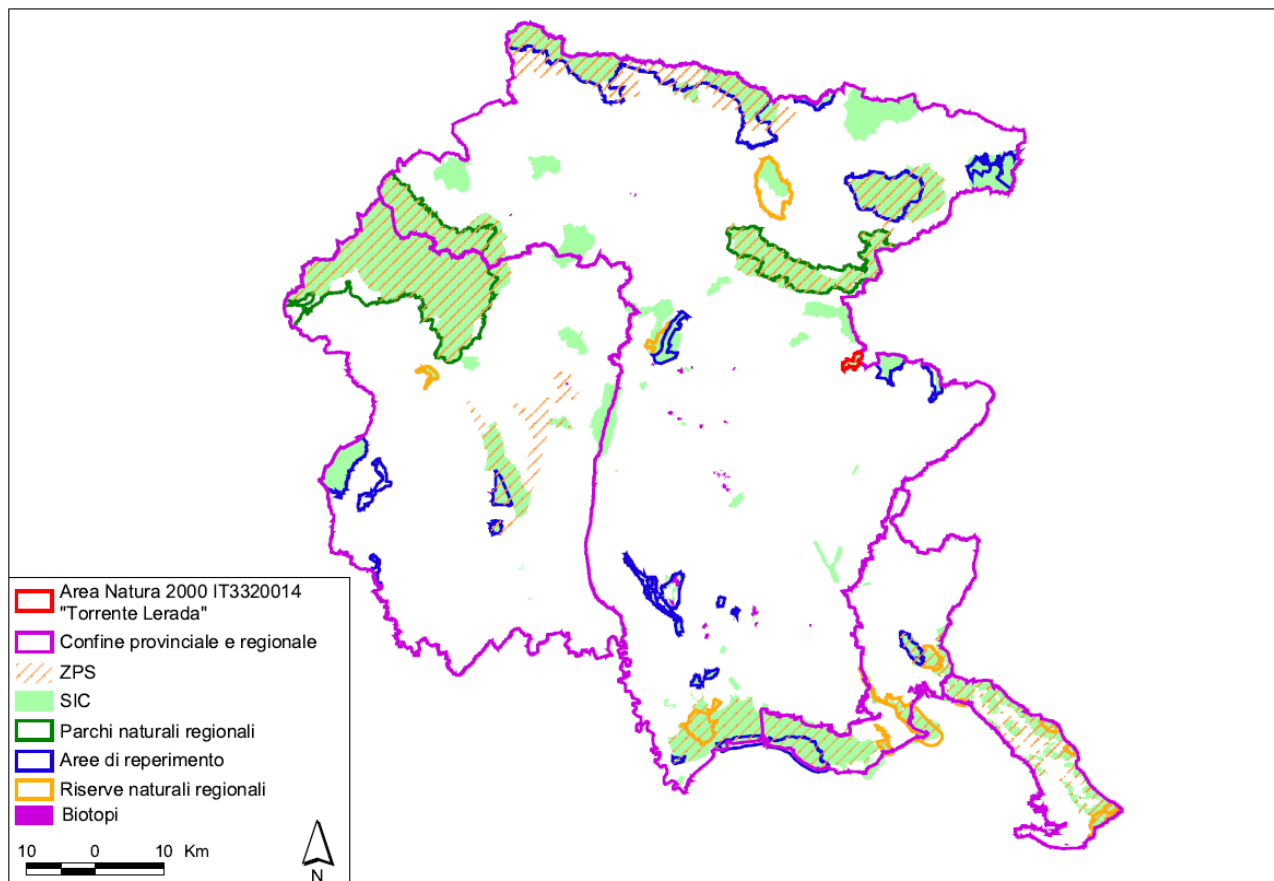 Area Natura 2000 IT3320014
"Torrente Lerada"
Confine provinciale e regionale
ZPS
SIC
Parchi naturali regionali
Aree di reperimento
Riserve naturali regionali
Biotopi
10 0 10 Km
N